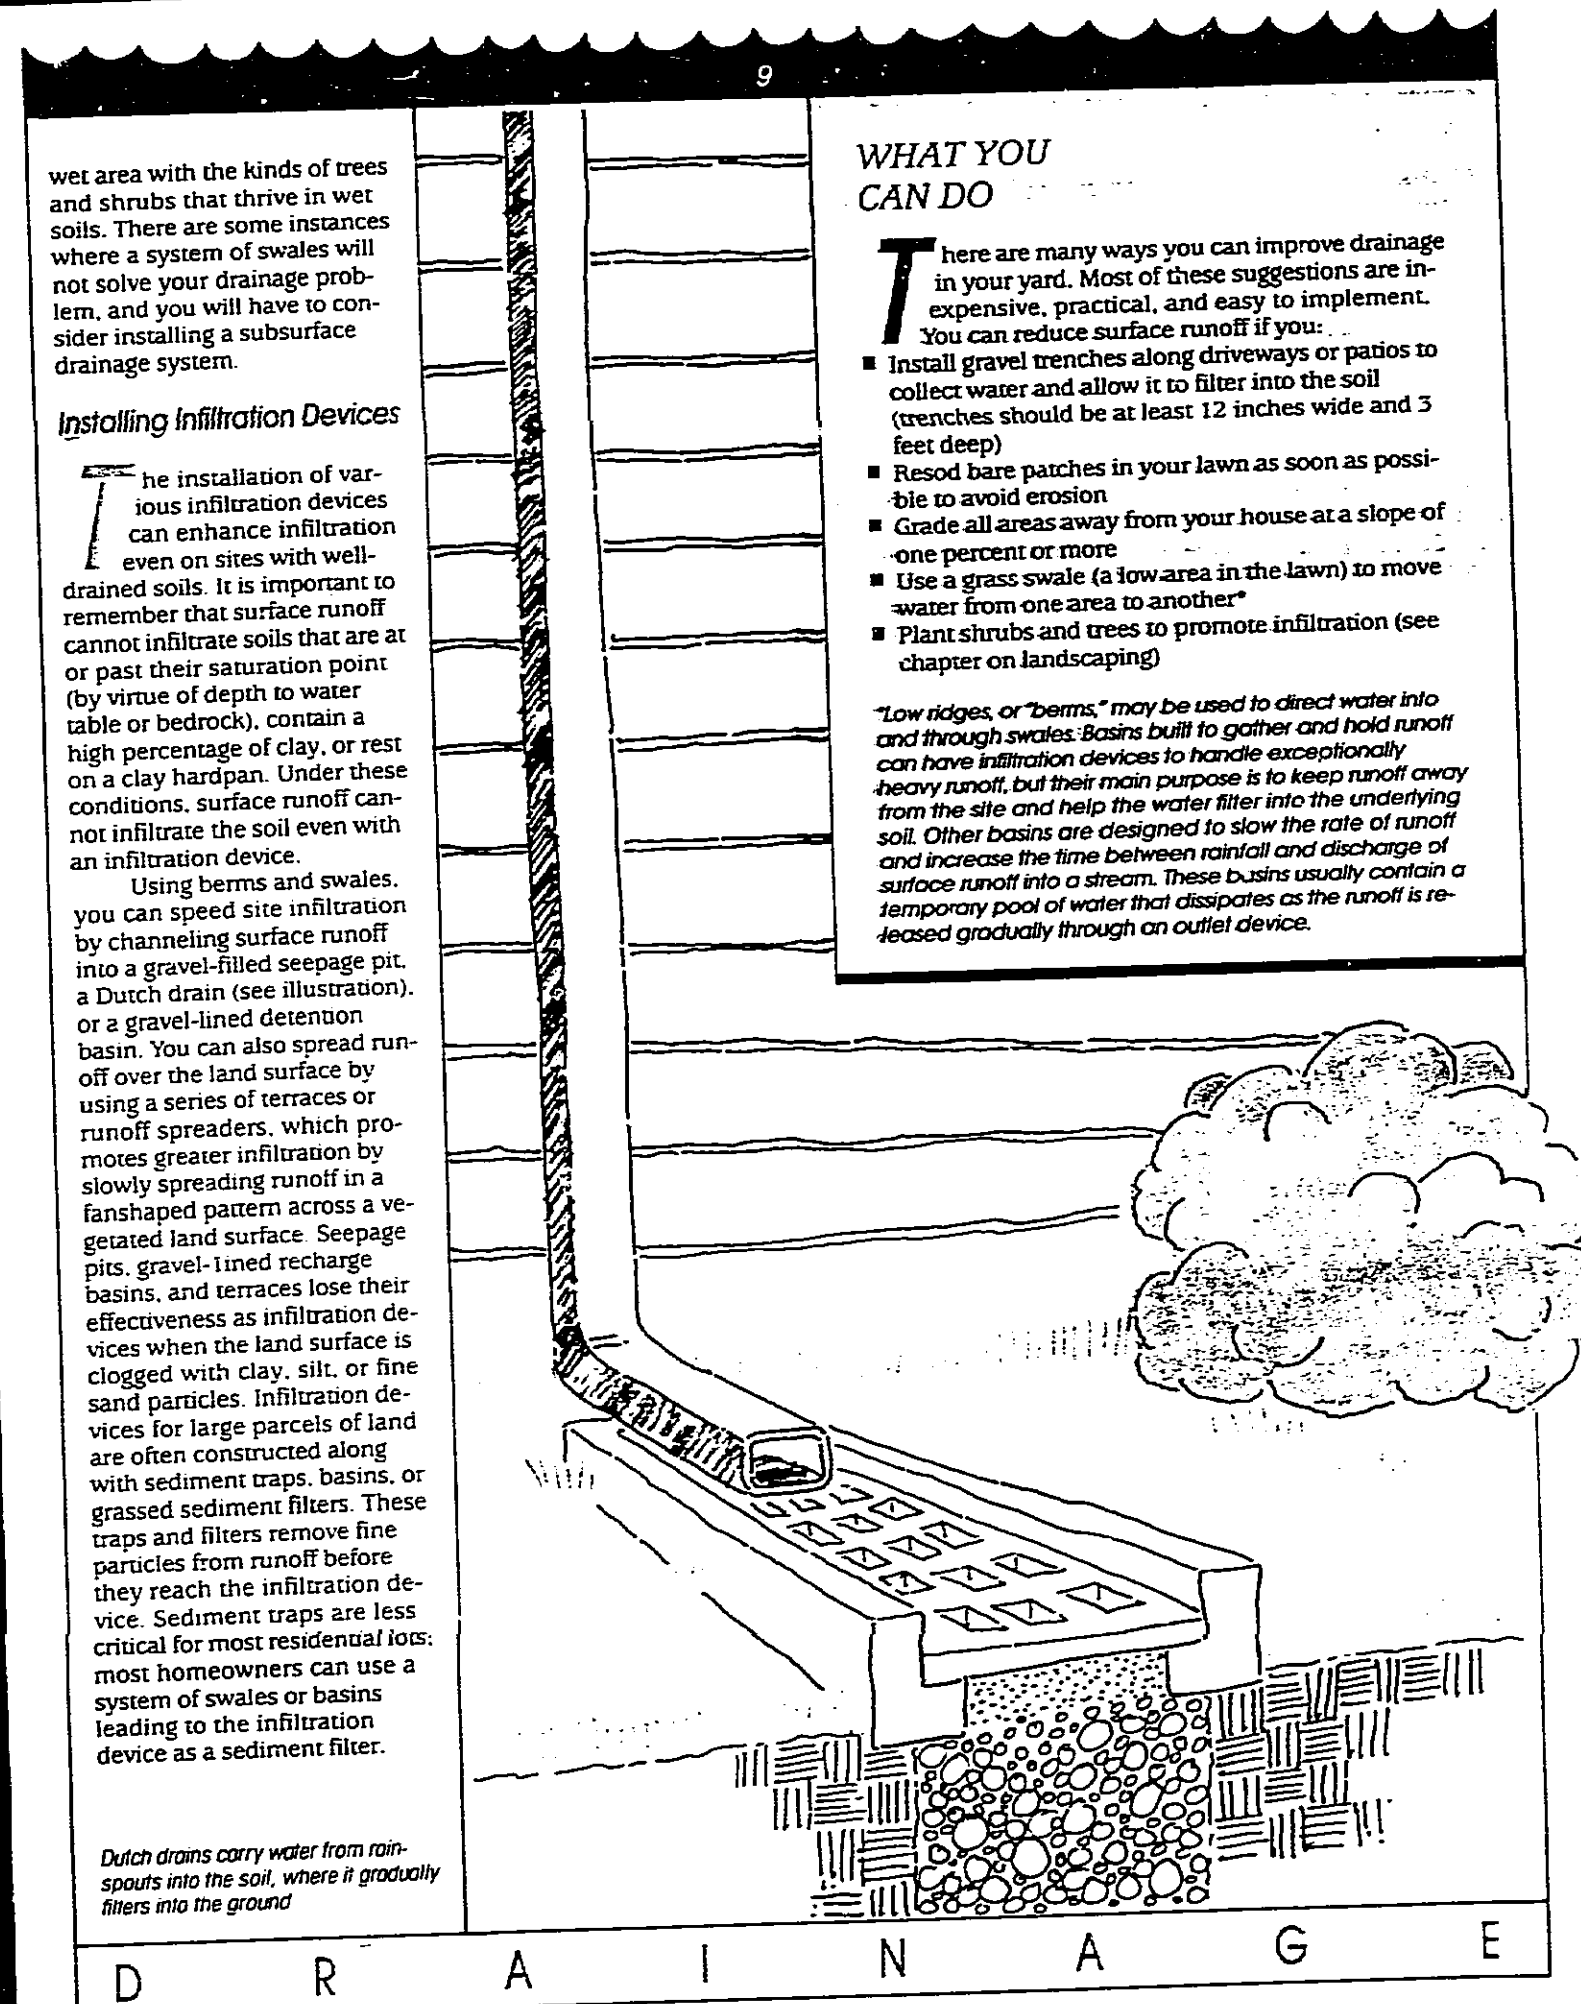 9
wet area with the kinds of trees
and shrubs that thrive in wet
soils. There are some instances
where a system of swales will
not solve your drainage prob-
lem, and you will have to con-
sider installing a subsurface
drainage system.
Installing Infiltration Devices
The installation of var-
ious infiltration devices
can enhance infiltration
even on sites with well-
drained soils. It is important to
remember that surface runoff
cannot infiltrate soils that are at
or past their saturation point
(by virtue of depth to water
table or bedrock), contain a
high percentage of clay, or rest
on a clay hardpan. Under these
conditions, surface runoff can-
not infiltrate the soil even with
an infiltration device.
Using berms and swales,
you can speed site infiltration
by channeling surface runoff
into a gravel-filled seepage pit,
a Dutch drain (see illustration),
or a gravel-lined detention
basin. You can also spread run-
off over the land surface by
using a series of terraces or
runoff spreaders, which pro-
motes greater infiltration by
slowly spreading runoff in a
fanshaped pattern across a ve-
getated land surface. Seepage
pits, gravel-lined recharge
basins, and terraces lose their
effectiveness as infiltration de-
vices when the land surface is
clogged with clay, silt, or fine
sand particles. Infiltration de-
vices for large parcels of land
are often constructed along
with sediment traps, basins, or
grassed sediment filters. These
traps and filters remove fine
particles from runoff before
they reach the infiltration de-
vice. Sediment traps are less
critical for most residential lots;
most homeowners can use a
system of swales or basins
leading to the infiltration
device as a sediment filter.
Dutch drains carry water from rain-
spouts into the soil, where it gradually
filters into the ground
WHAT YOU
CAN DO
There are many ways you can improve drainage
in your yard. Most of these suggestions are in-
expensive, practical, and easy to implement.
You can reduce surface runoff if you:
■ Install gravel trenches along driveways or patios to
collect water and allow it to filter into the soil
(trenches should be at least 12 inches wide and 3
feet deep)
■ Resod bare patches in your lawn as soon as possi-
ble to avoid erosion
■ Grade all areas away from your house at a slope of
one percent or more
■ Use a grass swale (a low area in the lawn) to move
water from one area to another*
■ Plant shrubs and trees to promote infiltration (see
chapter on landscaping)
*Low ridges, or "berms," may be used to direct water into
and through swales. Basins built to gather and hold runoff
can have infiltration devices to handle exceptionally
heavy runoff, but their main purpose is to keep runoff away
from the site and help the water filter into the underlying
soil. Other basins are designed to slow the rate of runoff
and increase the time between rainfall and discharge of
surface runoff into a stream. These basins usually contain a
temporary pool of water that dissipates as the runoff is re-
leased gradually through an outlet device.
D R A I N A G E